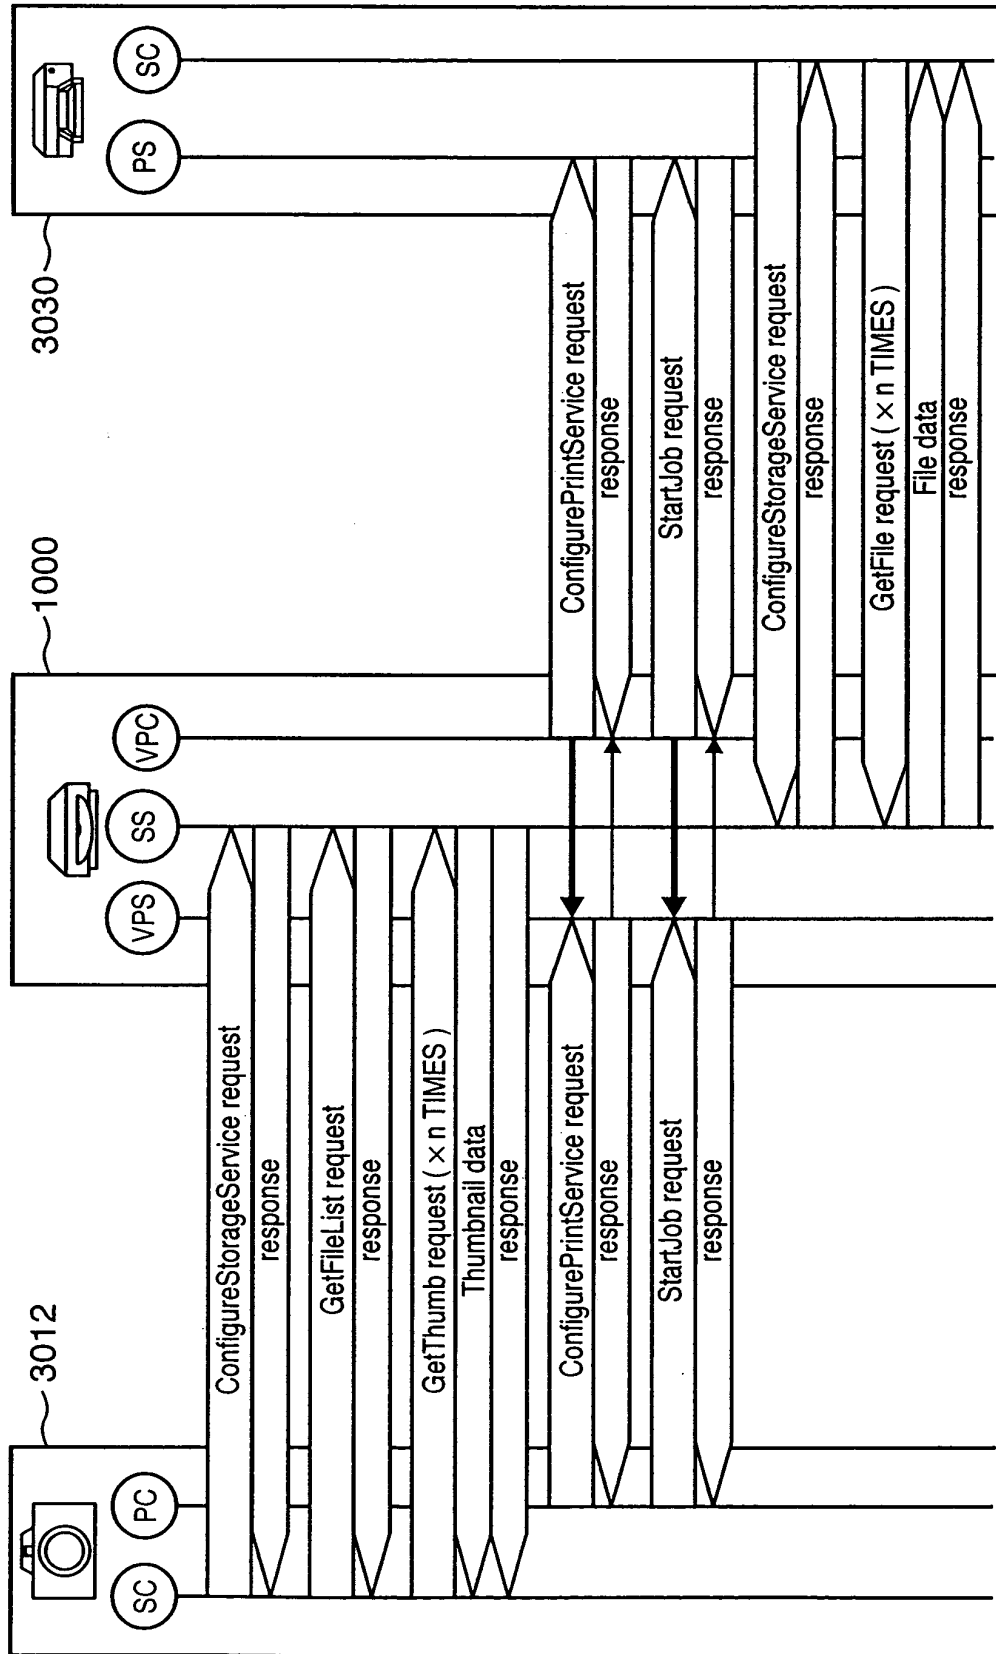 3012
1000
3030
SC
PC
VPS
SS
VPC
PS
SC
ConfigureStorageService request
response
GetFileList request
response
GetThumb request ( × n TIMES )
Thumbnail data
response
ConfigurePrintService request
response
StartJob request
response
ConfigurePrintService request
response
StartJob request
response
ConfigureStorageService request
response
GetFile request ( × n TIMES )
File data
response